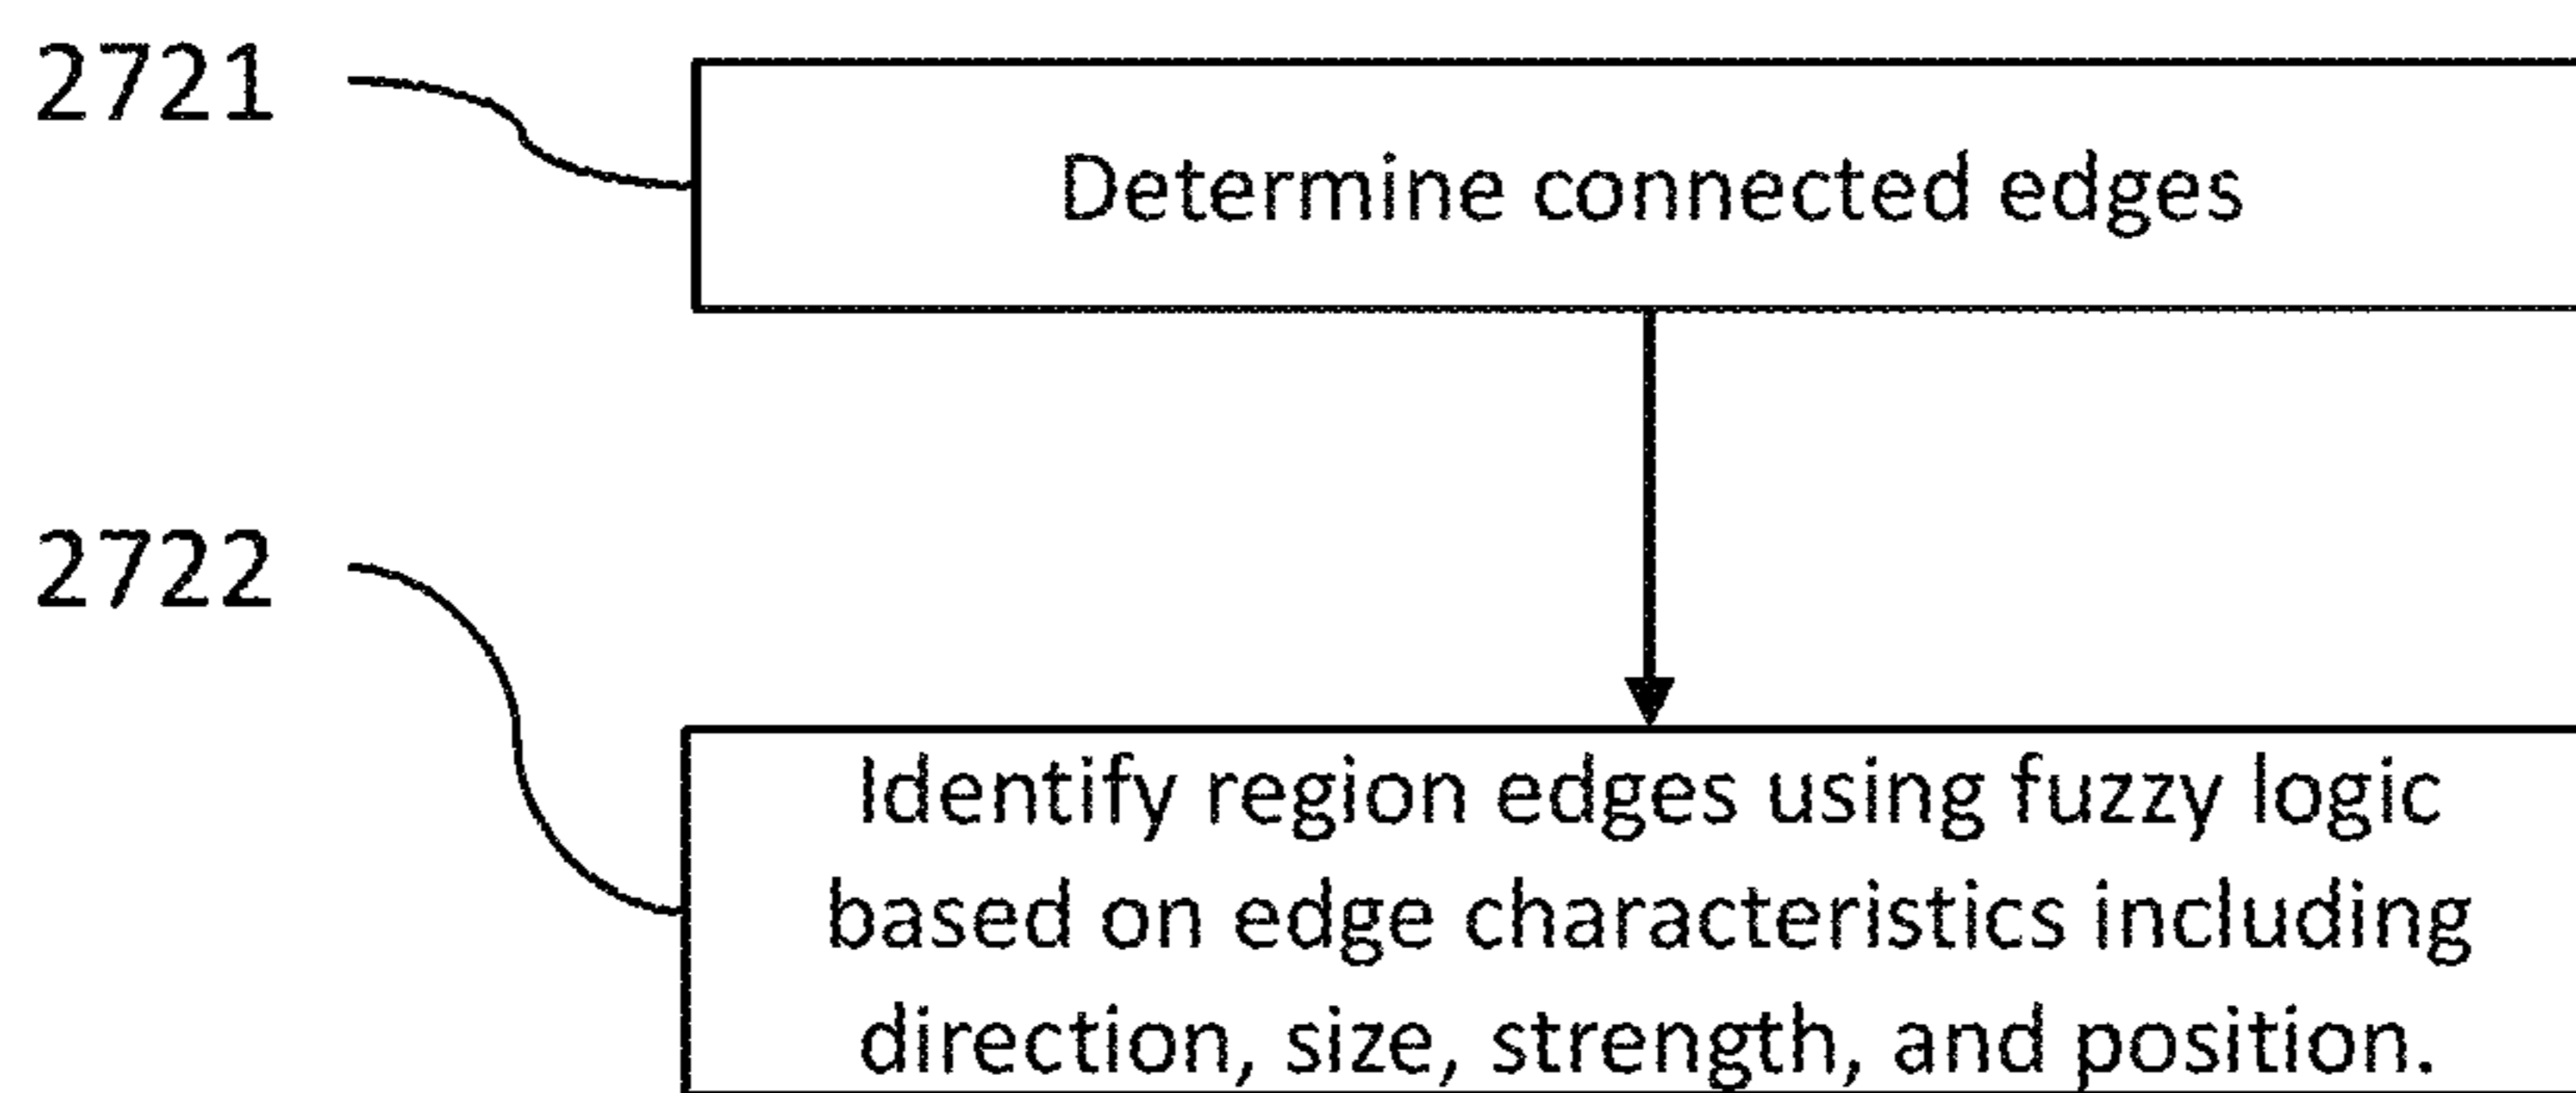 2721
Determine connected edges
2722
Identify region edges using fuzzy logic
based on edge characteristics including
direction, size, strength, and position.